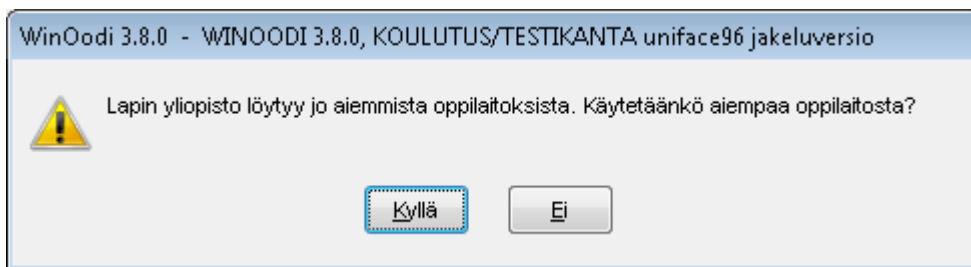 WinOodi 3.8.0 - WINOODI 3.8.0, KOULUTUS/TESTIKANTA uniface96 jakeluversio
Lapin yliopisto löytyy jo aiemmista oppilaitoksista. Käytetäänkö aiempaa oppilaitosta?
Kyllä Ei